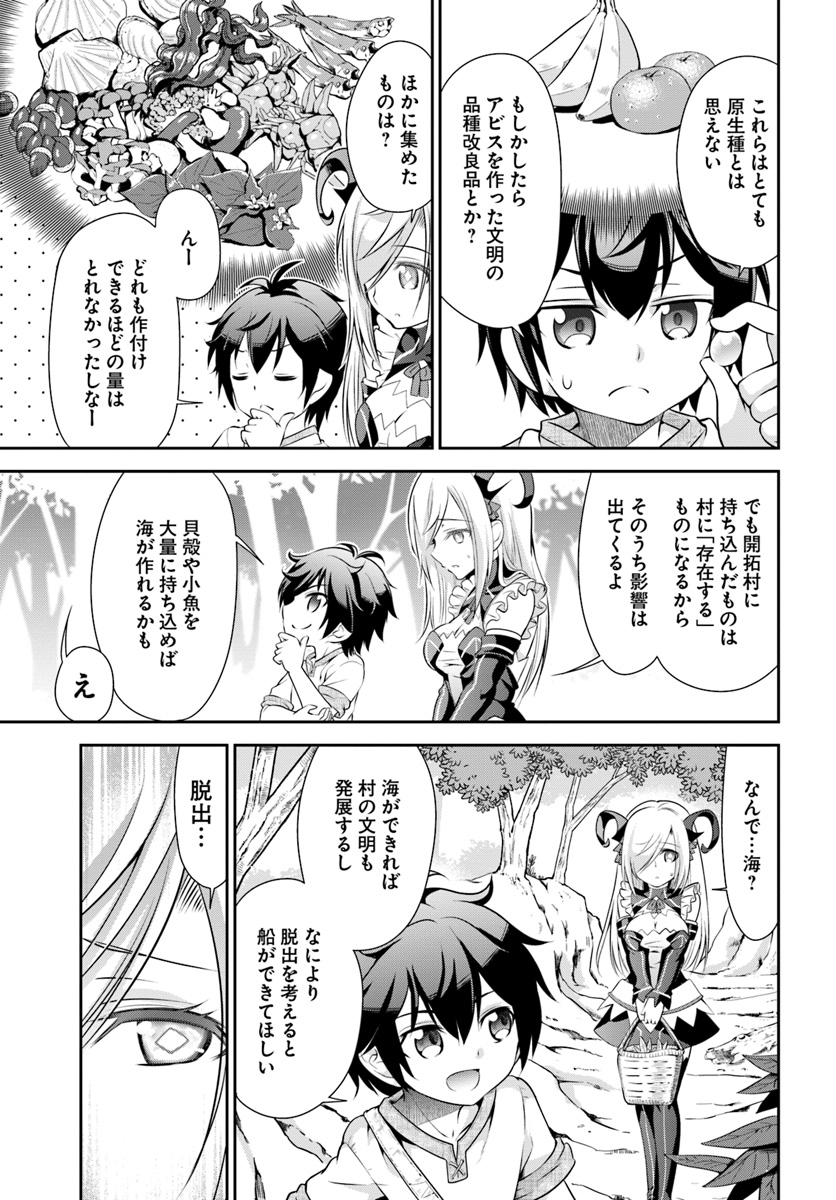 これらはとても
原生種とは
思えない
もしかしたら
アビスを作った文明の
品種改良品とか？
ほかに集めた
ものは？
んー
どれも作付け
できるほどの量は
とれなかったしなー
でも開拓村に
持ち込んだものは
村に「存在する」
ものになるから
そのうち影響は
出てくるよ
貝殻や小魚を
大量に持ち込めば
海が作れるかも
え
なんで…海？
海ができれば
村の文明も
発展するし
なにより
脱出を考えると
船ができてほしい
脱出…